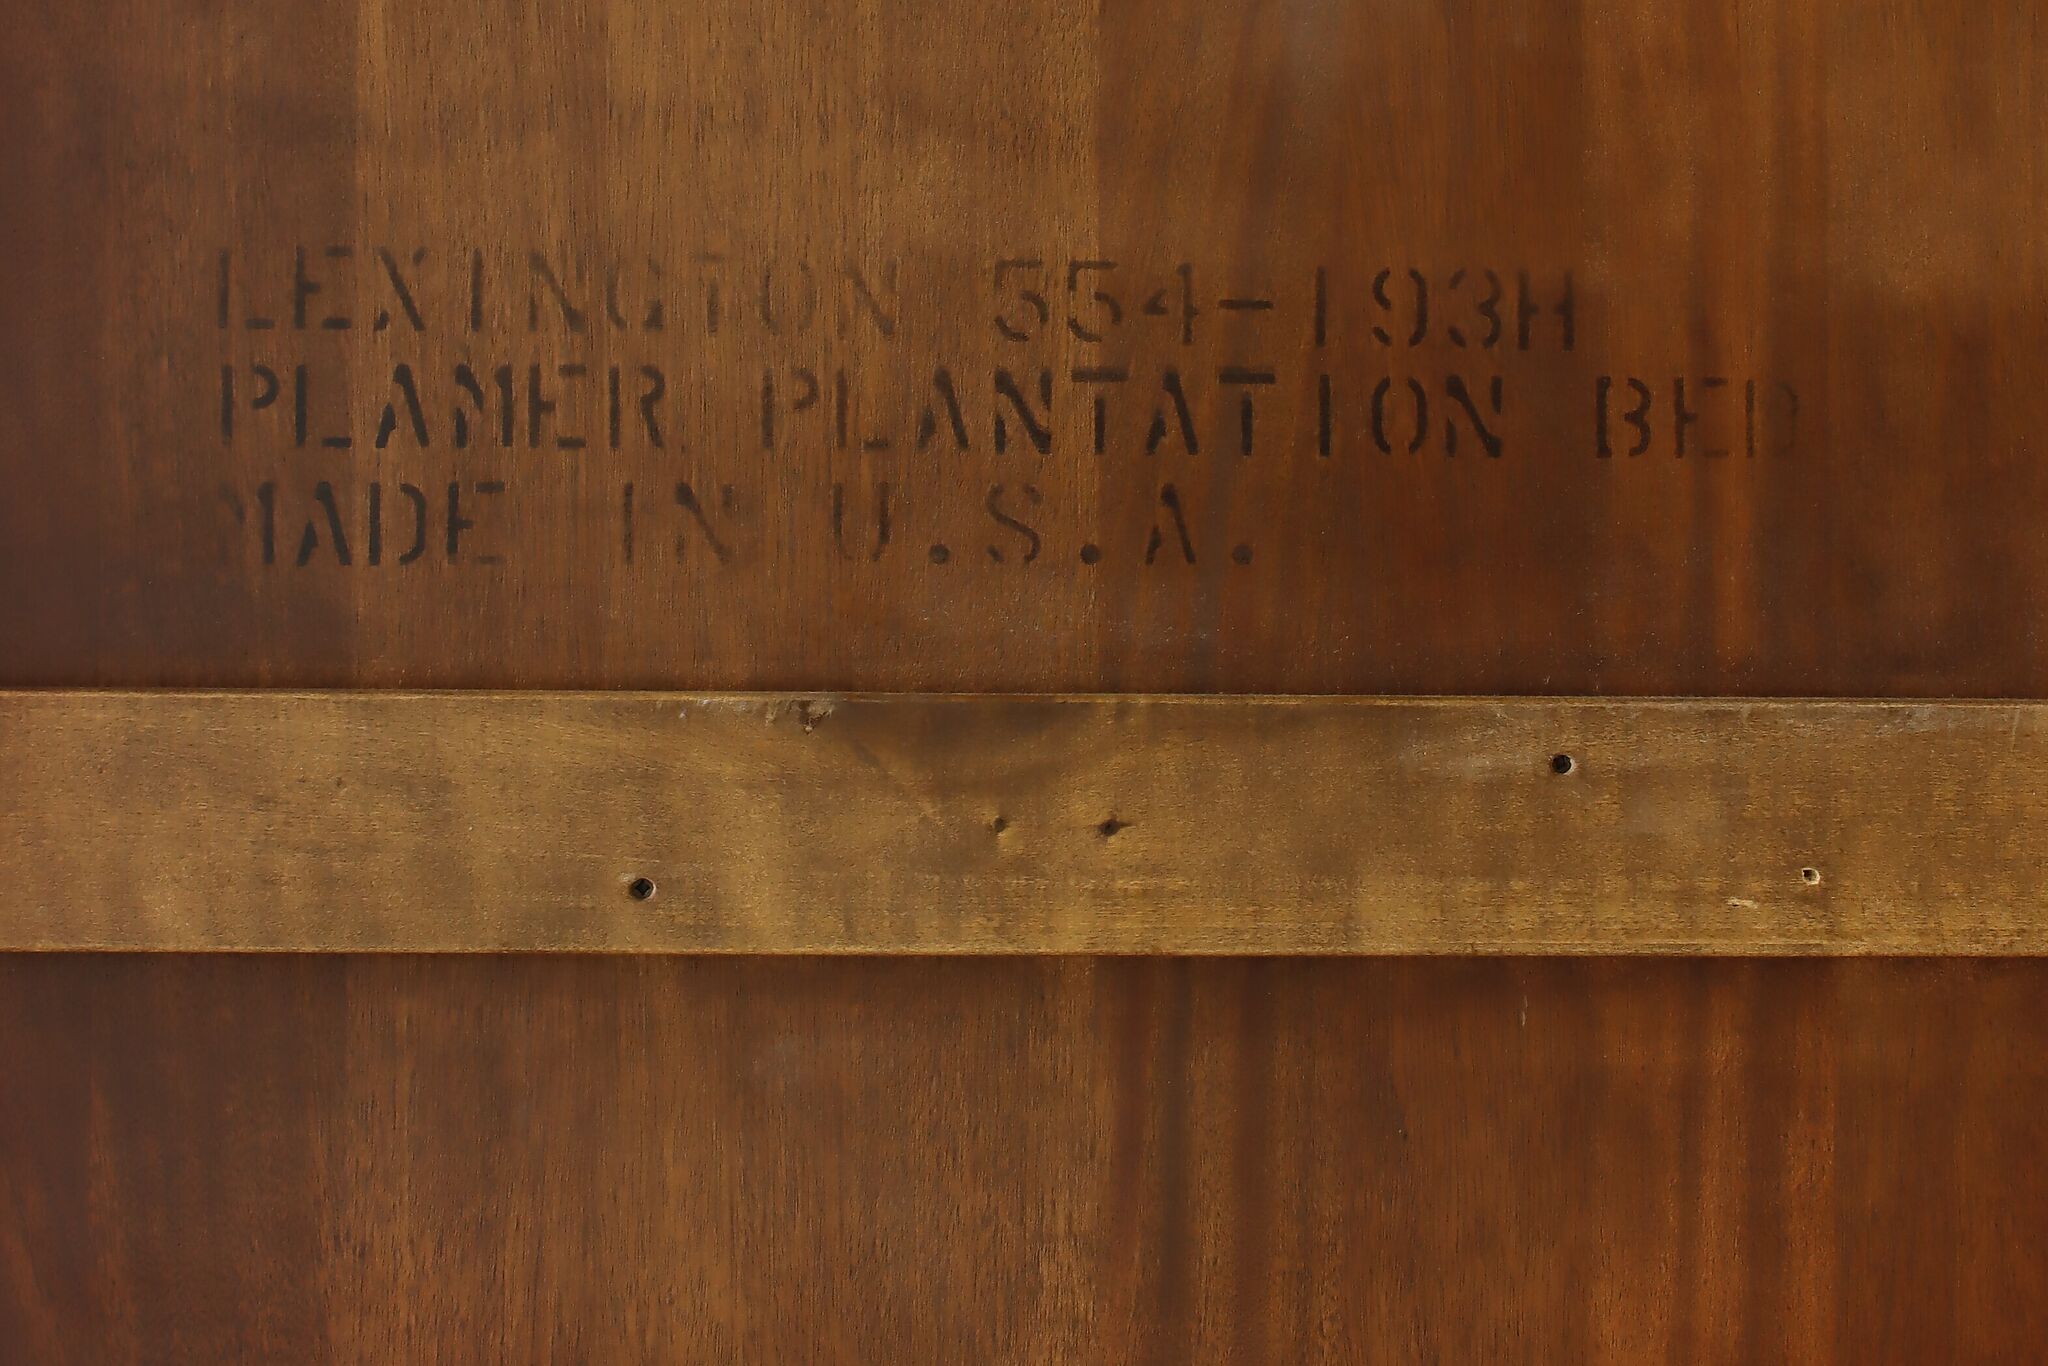 LEXINGTON 554-193H
PLAMER PLANTATION BED
MADE IN U.S.A.